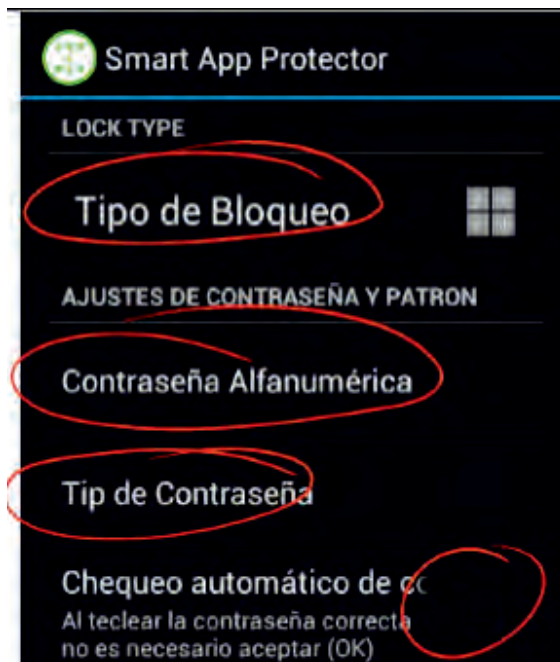 Smart App Protector
LOCK TYPE
Tipo de Bloqueo
AJUSTES DE CONTRASEÑA Y PATRON
Contraseña Alfanumérica
Tip de Contraseña
Chequeo automático de
Al teclear la contraseña correcta
no es necesario aceptar (OK)